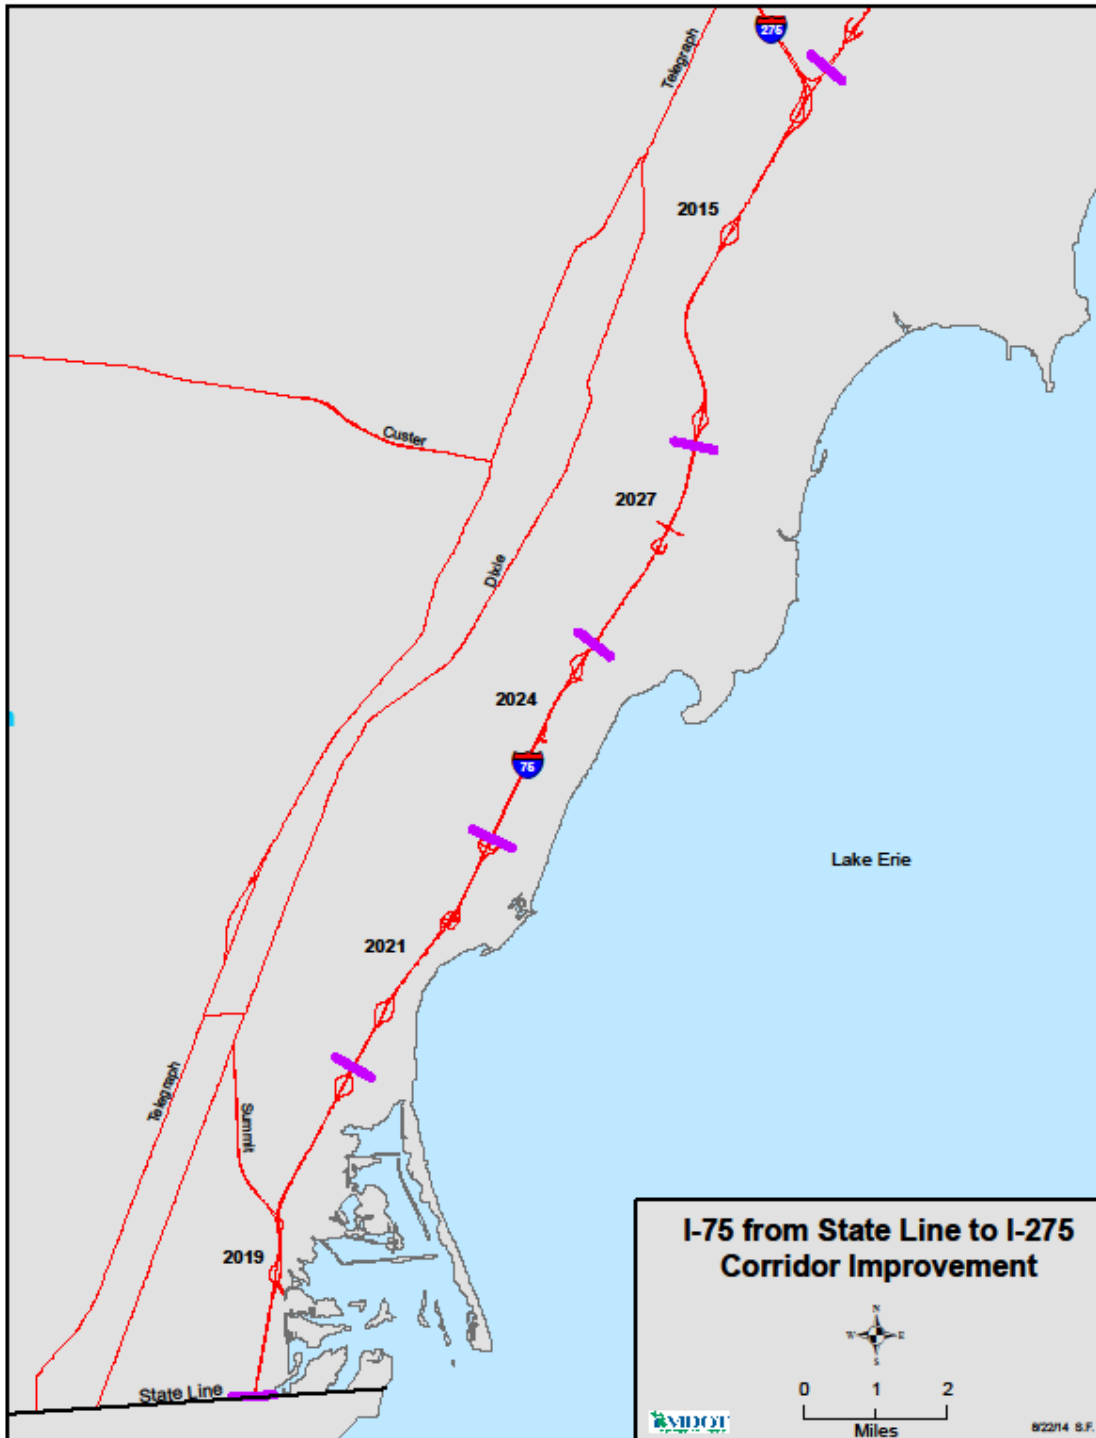 275
Telegraph
2015
Custer
2027
Dixie
2024
75
Lake Erie
2021
Telegraph
Summit
2019
State Line
I-75 from State Line to I-275
Corridor Improvement
N
W E
S
0 1 2
Miles
MDOT
8/22/14 S.F.